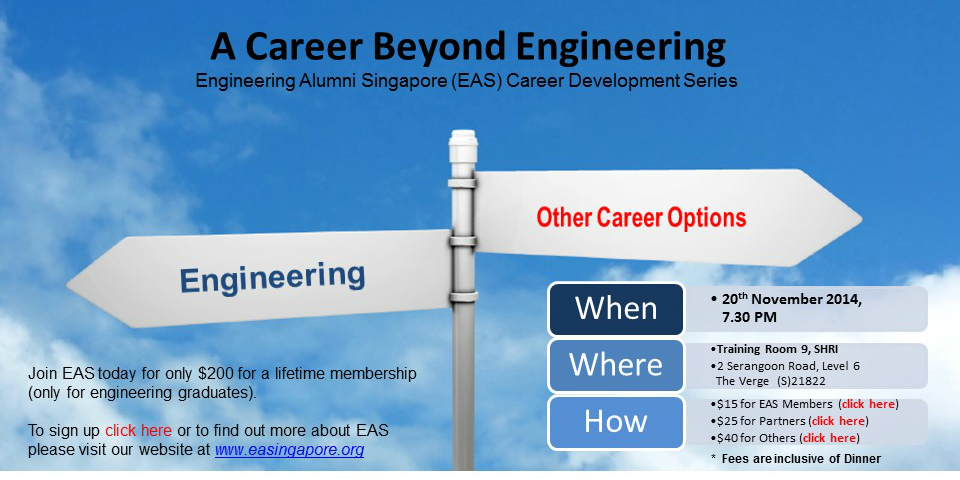 A Career Beyond Engineering
Engineering Alumni Singapore (EAS) Career Development Series
Other Career Options
Engineering
When
• 20th November 2014,
7.30 PM
Where
•Training Room 9, SHRI
•2 Serangoon Road, Level 6
The Verge (S)21822
How
•$15 for EAS Members (click here)
•$25 for Partners (click here)
•$40 for Others (click here)
* Fees are inclusive of Dinner
Join EAS today for only $200 for a lifetime membership
(only for engineering graduates).
To sign up click here or to find out more about EAS
please visit our website at www.easingapore.org